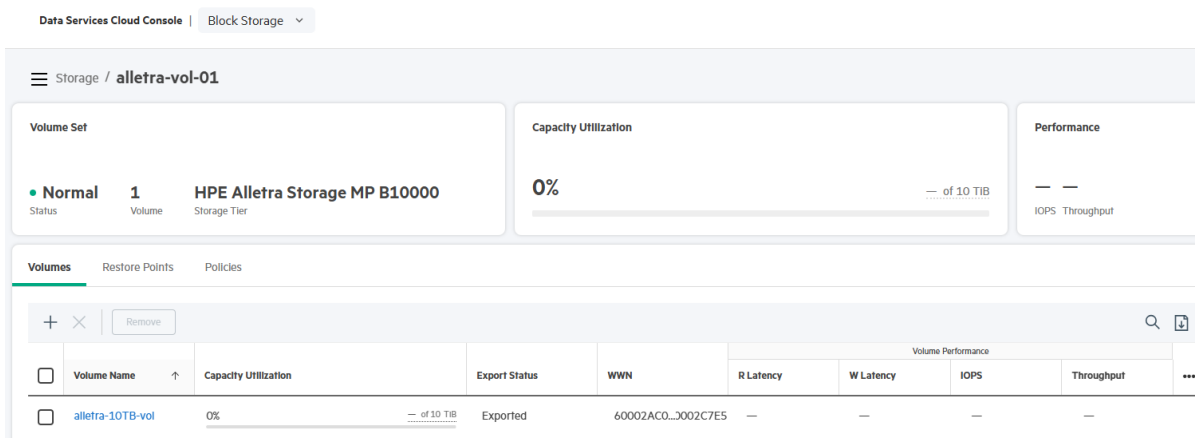 Data Services Cloud Console | Block Storage
Storage / alletra-vol-01
Volume Set
Normal
Status
1
Volume
HPE Alletra Storage MP B10000
Storage Tier
Capacity Utilization
0%
— of 10 TiB
Performance
— —
IOPS Throughput
Volumes Restore Points Policies
Remove
Volume Performance
Volume Name Capacity Utilization Export Status WWN R Latency W Latency IOPS Throughput
alletra-10TB-vol 0% — of 10 TiB Exported 60002AC0...0002C7E5 — — — —